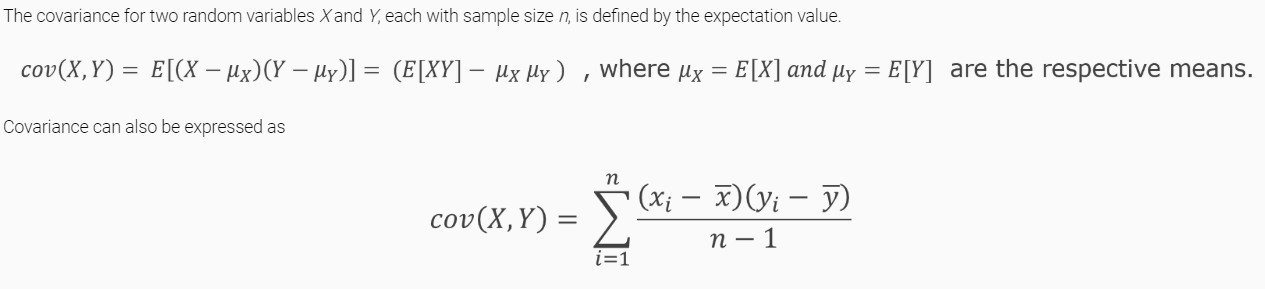 The covariance for two random variables X and Y, each with sample size n, is defined by the expectation value.
cov(X, Y) = E[(X − μ_X)(Y − μ_Y)] = (E[XY] − μ_X μ_Y ) , where μ_X = E[X] and μ_Y = E[Y] are the respective means.
Covariance can also be expressed as
cov(X, Y) = ∑_{i=1}^{n} (x_i − x̅)(y_i − y̅) / (n − 1)